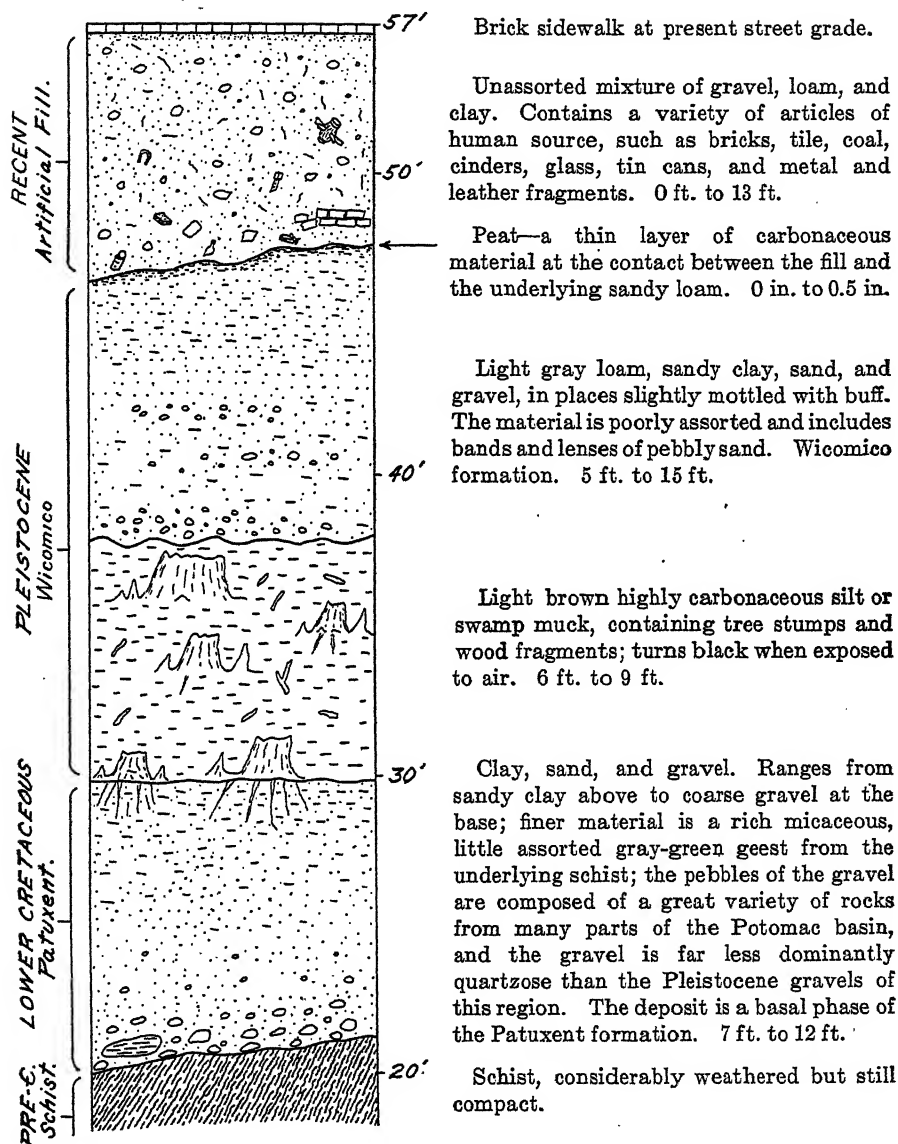 57'
Brick sidewalk at present street grade.
RECENT
Artificial Fill.
Unassorted mixture of gravel, loam, and
clay. Contains a variety of articles of
human source, such as bricks, tile, coal,
cinders, glass, tin cans, and metal and
leather fragments. 0 ft. to 13 ft.
50'
Peat—a thin layer of carbonaceous
material at the contact between the fill and
the underlying sandy loam. 0 in. to 0.5 in.
PLEISTOCENE
Wicomico
Light gray loam, sandy clay, sand, and
gravel, in places slightly mottled with buff.
The material is poorly assorted and includes
bands and lenses of pebbly sand. Wicomico
formation. 5 ft. to 15 ft.
40'
Light brown highly carbonaceous silt or
swamp muck, containing tree stumps and
wood fragments; turns black when exposed
to air. 6 ft. to 9 ft.
30'
LOWER CRETACEOUS
Patuxent.
Clay, sand, and gravel. Ranges from
sandy clay above to coarse gravel at the
base; finer material is a rich micaceous,
little assorted gray-green geest from the
underlying schist; the pebbles of the gravel
are composed of a great variety of rocks
from many parts of the Potomac basin,
and the gravel is far less dominantly
quartzose than the Pleistocene gravels of
this region. The deposit is a basal phase of
the Patuxent formation. 7 ft. to 12 ft.
20'
PRE-Є.
Schist.
Schist, considerably weathered but still
compact.